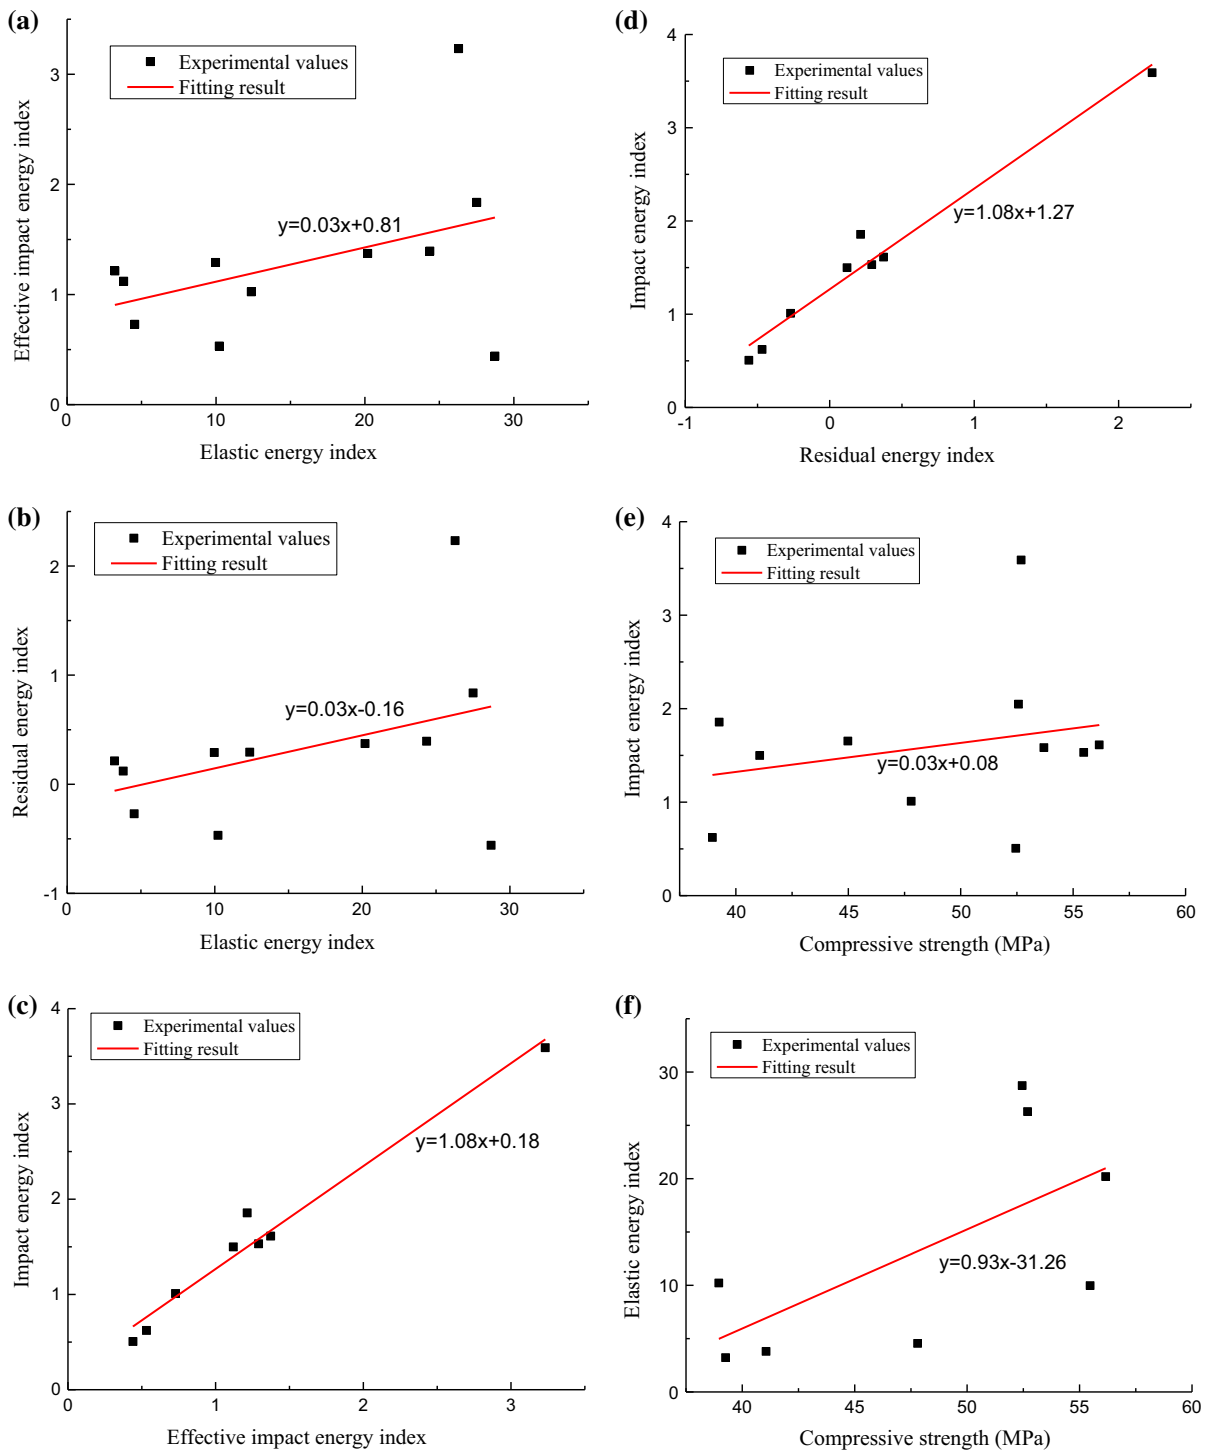 (a)
Experimental values
Fitting result
y=0.03x+0.81
Effective impact energy index
3
2
1
0
0
10
20
30
Elastic energy index
(d)
Experimental values
Fitting result
y=1.08x+1.27
Impact energy index
4
3
2
1
0
-1
0
1
2
Residual energy index
(b)
Experimental values
Fitting result
y=0.03x-0.16
Residual energy index
2
1
0
-1
0
10
20
30
Elastic energy index
(e)
Experimental values
Fitting result
y=0.03x+0.08
Impact energy index
4
3
2
1
0
40
45
50
55
60
Compressive strength (MPa)
(c)
Experimental values
Fitting result
y=1.08x+0.18
Impact energy index
4
3
2
1
0
0
1
2
3
Effective impact energy index
(f)
Experimental values
Fitting result
y=0.93x-31.26
Elastic energy index
30
20
10
0
40
45
50
55
60
Compressive strength (MPa)